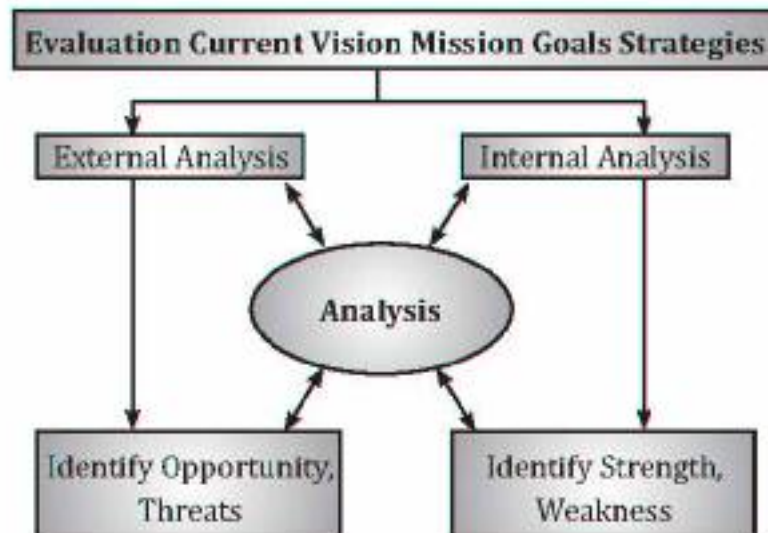 Evaluation Current Vision Mission Goals Strategies
External Analysis
Internal Analysis
Analysis
Identify Opportunity,
Threats
Identify Strength,
Weakness